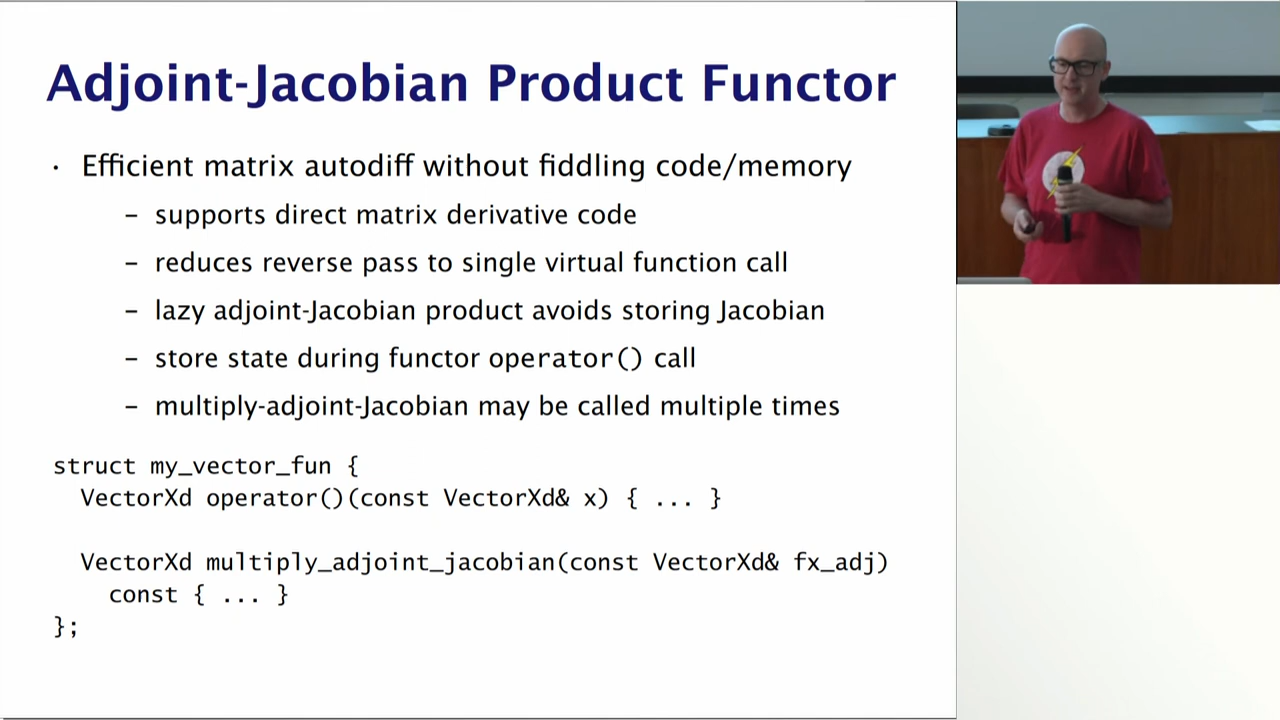 Adjoint-Jacobian Product Functor
· Efficient matrix autodiff without fiddling code/memory
– supports direct matrix derivative code
– reduces reverse pass to single virtual function call
– lazy adjoint-Jacobian product avoids storing Jacobian
– store state during functor operator() call
– multiply-adjoint-Jacobian may be called multiple times
struct my_vector_fun {
VectorXd operator()(const VectorXd& x) { ... }
VectorXd multiply_adjoint_jacobian(const VectorXd& fx_adj)
const { ... }
};